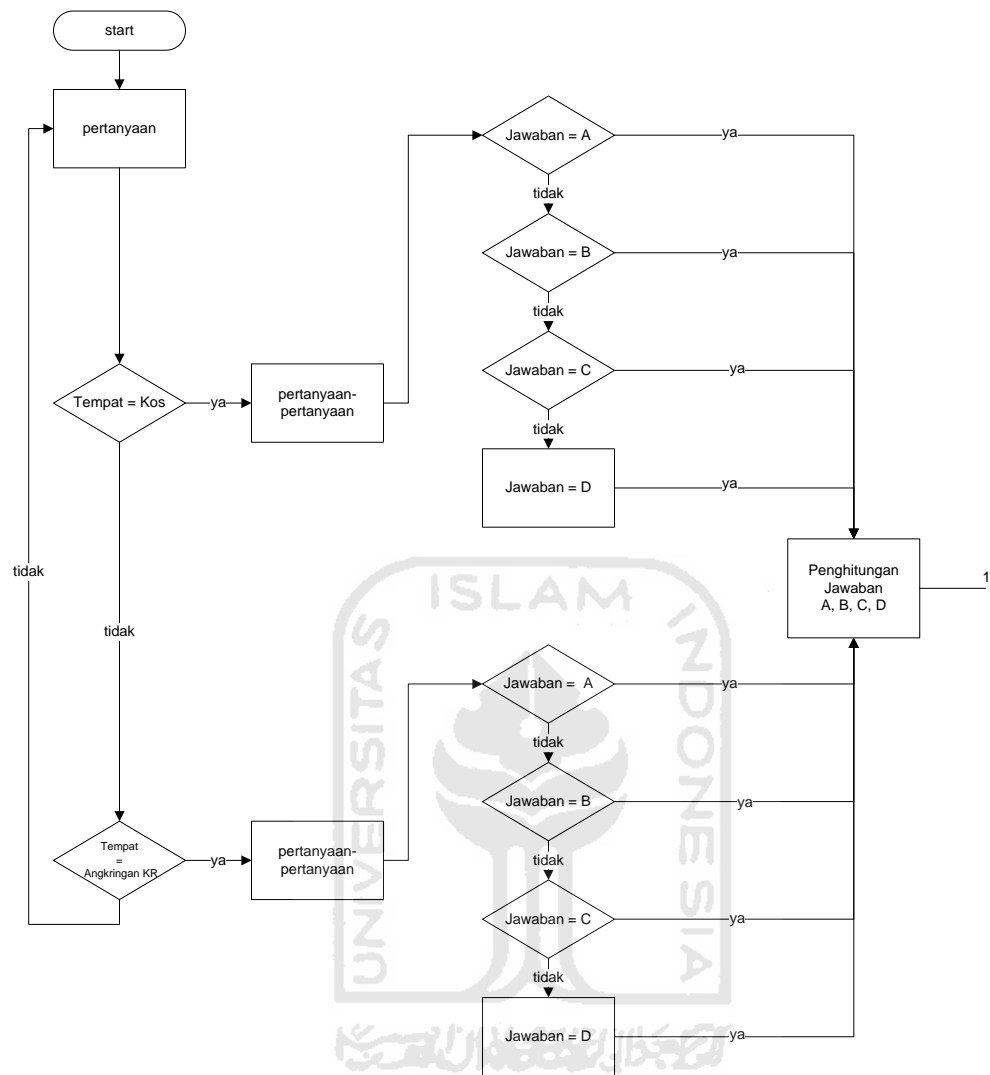 start
pertanyaan
Tempat = Kos
ya
pertanyaan-
pertanyaan
Jawaban = A
ya
tidak
Jawaban = B
ya
tidak
Jawaban = C
ya
tidak
Jawaban = D
ya
Penghitungan
Jawaban
A, B, C, D
1
tidak
tidak
Tempat
=
Angkringan KR
ya
pertanyaan-
pertanyaan
Jawaban = A
ya
tidak
Jawaban = B
ya
tidak
Jawaban = C
ya
tidak
Jawaban = D
ya
UNIVERSITAS
ISLAM
INDONESIA